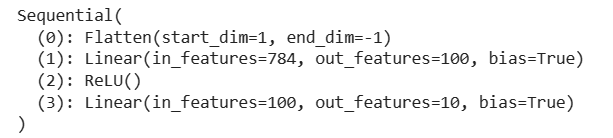 Sequential(
  (0): Flatten(start_dim=1, end_dim=-1)
  (1): Linear(in_features=784, out_features=100, bias=True)
  (2): ReLU()
  (3): Linear(in_features=100, out_features=10, bias=True)
)